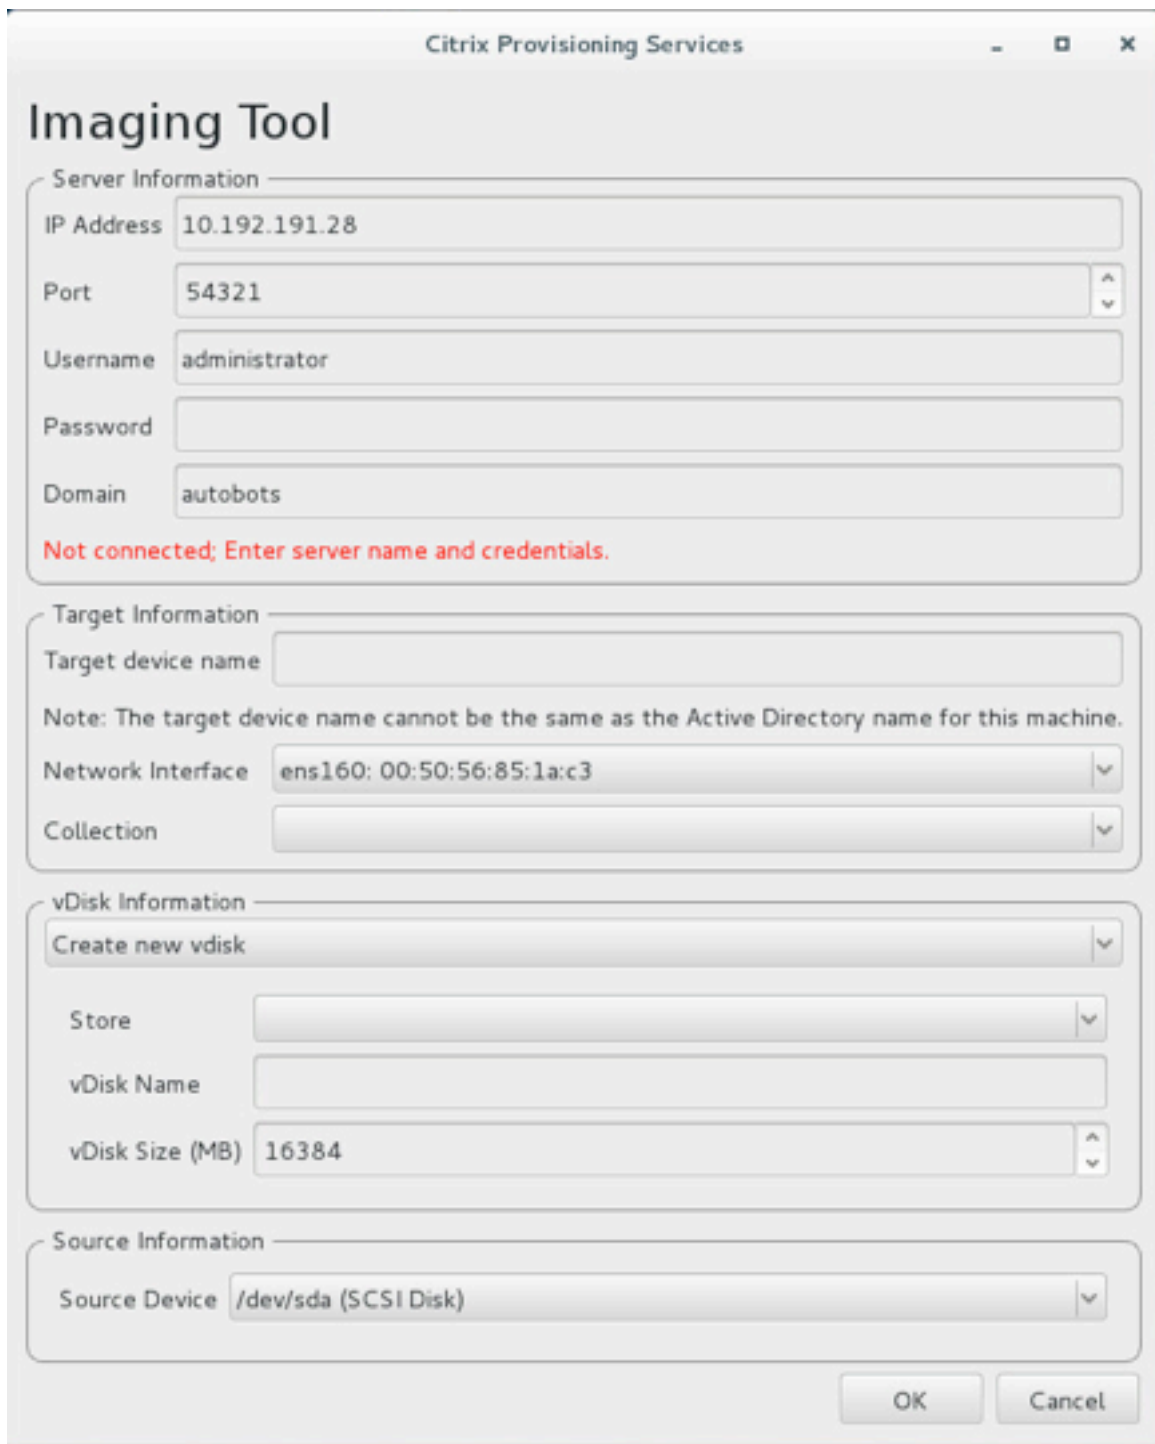 Citrix Provisioning Services
Imaging Tool
Server Information
IP Address 10.192.191.28
Port 54321
Username administrator
Password
Domain autobots
Not connected; Enter server name and credentials.
Target Information
Target device name
Note: The target device name cannot be the same as the Active Directory name for this machine.
Network Interface ens160: 00:50:56:85:1a:c3
Collection
vDisk Information
Create new vdisk
Store
vDisk Name
vDisk Size (MB) 16384
Source Information
Source Device /dev/sda (SCSI Disk)
OK Cancel